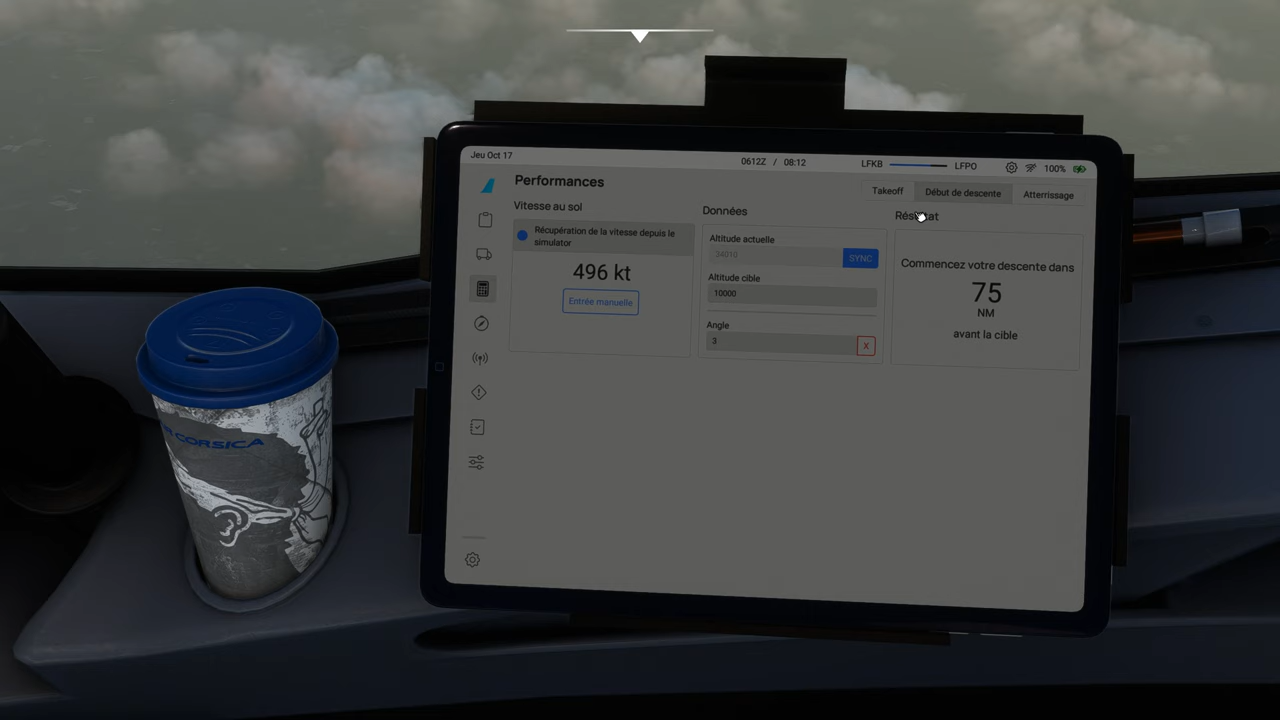 Jeu Oct 17
0612Z / 08:12
LFKB
LFPO
100%
Performances
Takeoff
Début de descente
Atterrissage
Vitesse au sol
Récupération de la vitesse depuis le
simulator
496 kt
Entrée manuelle
Données
Altitude actuelle
34010
SYNC
Altitude cible
10000
Angle
3
X
Résultat
Commencez votre descente dans
75
NM
avant la cible
CORSICA